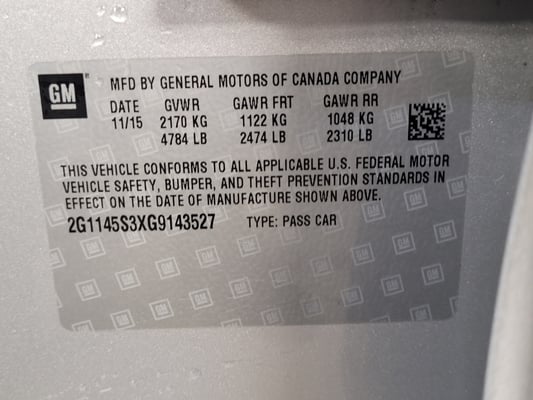 GM
MFD BY GENERAL MOTORS OF CANADA COMPANY
DATE GVWR GAWR FRT GAWR RR
11/15 2170 KG 1122 KG 1048 KG
4784 LB 2474 LB 2310 LB
THIS VEHICLE CONFORMS TO ALL APPLICABLE U.S. FEDERAL MOTOR
VEHICLE SAFETY, BUMPER, AND THEFT PREVENTION STANDARDS IN
EFFECT ON THE DATE OF MANUFACTURE SHOWN ABOVE.
2G1145S3XG9143527 TYPE: PASS CAR